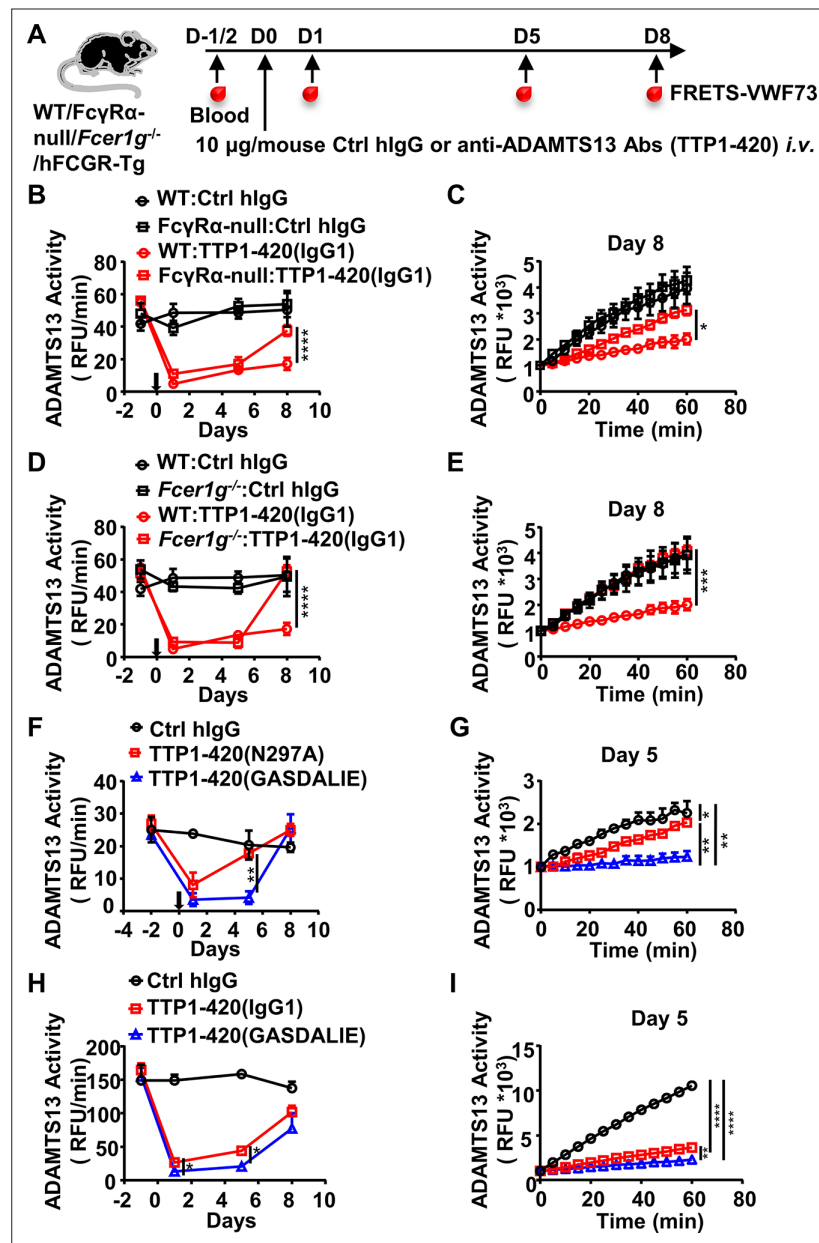 A
D-1/2 D0 D1 D5 D8
FRETS-VWF73
Blood
WT/FcγRα-
null/Fcer1g-/-
/hFCGR-Tg
10 μg/mouse Ctrl hIgG or anti-ADAMTS13 Abs (TTP1-420) i.v.
B
WT:Ctrl hIgG
FcγRα-null:Ctrl hIgG
WT:TTP1-420(IgG1)
FcγRα-null:TTP1-420(IgG1)
ADAMTS13 Activity
( RFU/min)
80
60
40
20
0
-2 0 2 4 6 8 10
Days
****
C
Day 8
ADAMTS13 Activity
( RFU *10³)
5
4
3
2
1
0 20 40 60 80
Time (min)
*
D
WT:Ctrl hIgG
Fcer1g-/-:Ctrl hIgG
WT:TTP1-420(IgG1)
Fcer1g-/-:TTP1-420(IgG1)
ADAMTS13 Activity
( RFU/min)
80
60
40
20
0
-2 0 2 4 6 8 10
Days
****
E
Day 8
ADAMTS13 Activity
( RFU *10³)
5
4
3
2
1
0
0 20 40 60 80
Time (min)
***
F
Ctrl hIgG
TTP1-420(N297A)
TTP1-420(GASDALIE)
ADAMTS13 Activity
( RFU/min)
40
30
20
10
0
-4 -2 0 2 4 6 8 10
Days
**
G
Day 5
ADAMTS13 Activity
( RFU *10³)
3
2
1
0
0 20 40 60 80
Time (min)
*
**
**
H
Ctrl hIgG
TTP1-420(IgG1)
TTP1-420(GASDALIE)
ADAMTS13 Activity
( RFU/min)
200
150
100
50
0
-2 0 2 4 6 8 10
Days
*
*
I
Day 5
ADAMTS13 Activity
( RFU *10³)
15
10
5
0
0 20 40 60 80
Time (min)
**
****
****